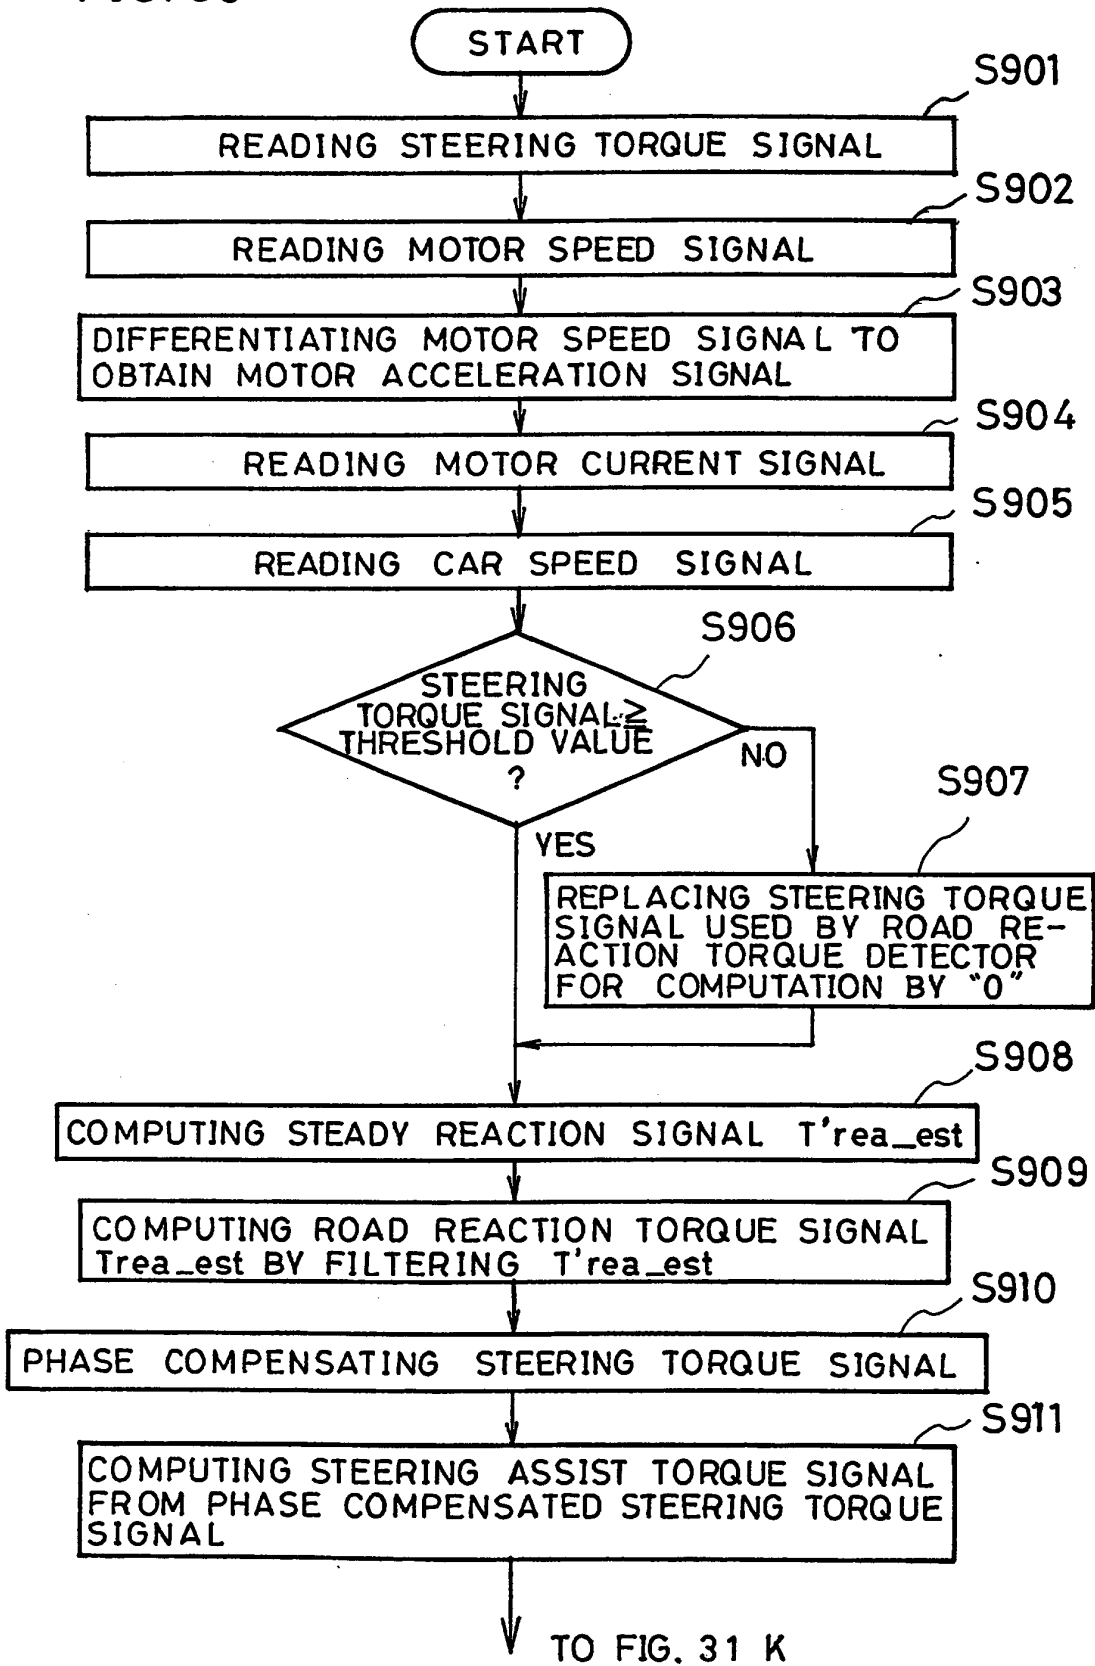 START
S901
READING STEERING TORQUE SIGNAL
S902
READING MOTOR SPEED SIGNAL
S903
DIFFERENTIATING MOTOR SPEED SIGNAL TO
OBTAIN MOTOR ACCELERATION SIGNAL
S904
READING MOTOR CURRENT SIGNAL
S905
READING CAR SPEED SIGNAL
S906
STEERING
TORQUE SIGNAL ≧
THRESHOLD VALUE
?
NO
YES
S907
REPLACING STEERING TORQUE
SIGNAL USED BY ROAD RE-
ACTION TORQUE DETECTOR
FOR COMPUTATION BY "0"
S908
COMPUTING STEADY REACTION SIGNAL T'rea_est
S909
COMPUTING ROAD REACTION TORQUE SIGNAL
Trea_est BY FILTERING T'rea_est
S910
PHASE COMPENSATING STEERING TORQUE SIGNAL
S911
COMPUTING STEERING ASSIST TORQUE SIGNAL
FROM PHASE COMPENSATED STEERING TORQUE
SIGNAL
TO FIG. 31 K